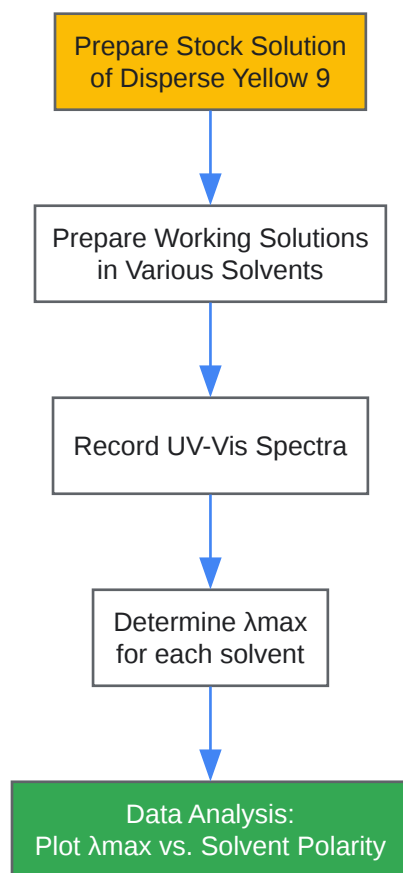 Prepare Stock Solution
of Disperse Yellow 9
Prepare Working Solutions
in Various Solvents
Record UV-Vis Spectra
Determine λmax
for each solvent
Data Analysis:
Plot λmax vs. Solvent Polarity